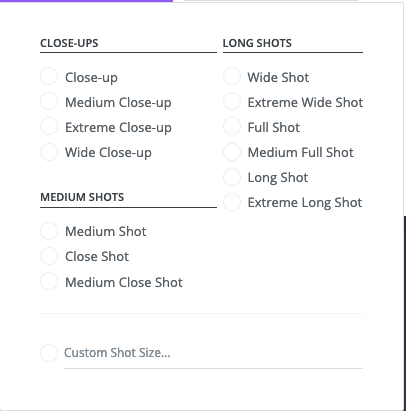 CLOSE-UPS
Close-up
Medium Close-up
Extreme Close-up
Wide Close-up
MEDIUM SHOTS
Medium Shot
Close Shot
Medium Close Shot
LONG SHOTS
Wide Shot
Extreme Wide Shot
Full Shot
Medium Full Shot
Long Shot
Extreme Long Shot
Custom Shot Size...